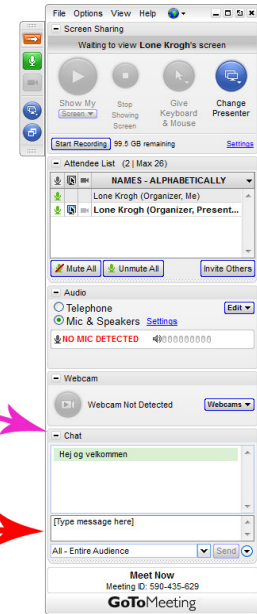 File Options View Help
Screen Sharing
Waiting to view Lone Krogh's screen
Show My Screen
Stop Showing Screen
Give Keyboard & Mouse
Change Presenter
Start Recording 99.5 GB remaining Settings
Attendee List (2 | Max 26)
NAMES - ALPHABETICALLY
Lone Krogh (Organizer, Me)
Lone Krogh (Organizer, Present...
Mute All Unmute All Invite Others
Audio
Telephone Edit
Mic & Speakers Settings
NO MIC DETECTED
Webcam
Webcam Not Detected Webcams
Chat
Hej og velkommen
[Type message here]
All - Entire Audience Send
Meet Now
Meeting ID: 590-435-629
GoToMeeting